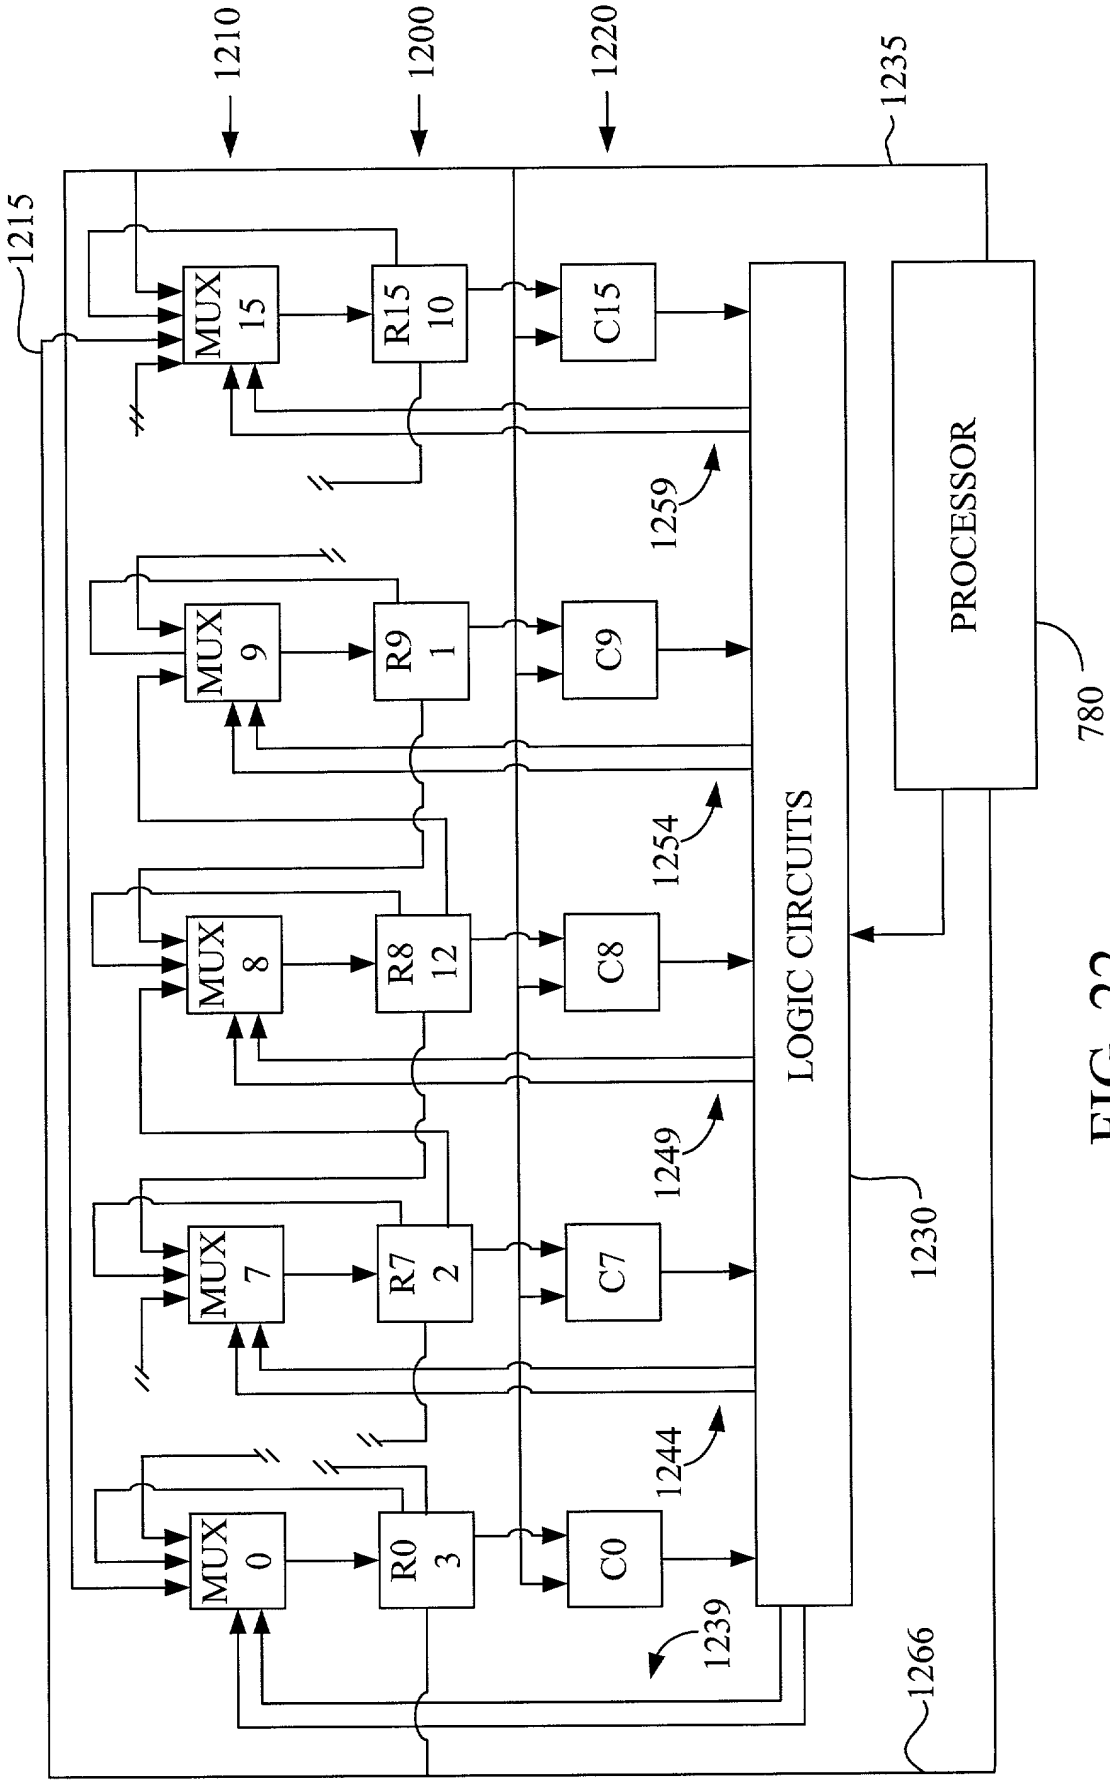 1215
MUX 0
MUX 7
MUX 8
MUX 9
MUX 15
1210
R0 3
R7 2
R8 12
R9 1
R15 10
1200
C0
C7
C8
C9
C15
1220
1239
1244
1249
1254
1259
LOGIC CIRCUITS
1235
1266
1230
PROCESSOR
780
FIG. 22